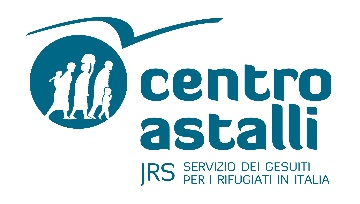 centro
astalli
JRS SERVIZIO DEI GESUITI
PER I RIFUGIATI IN ITALIA